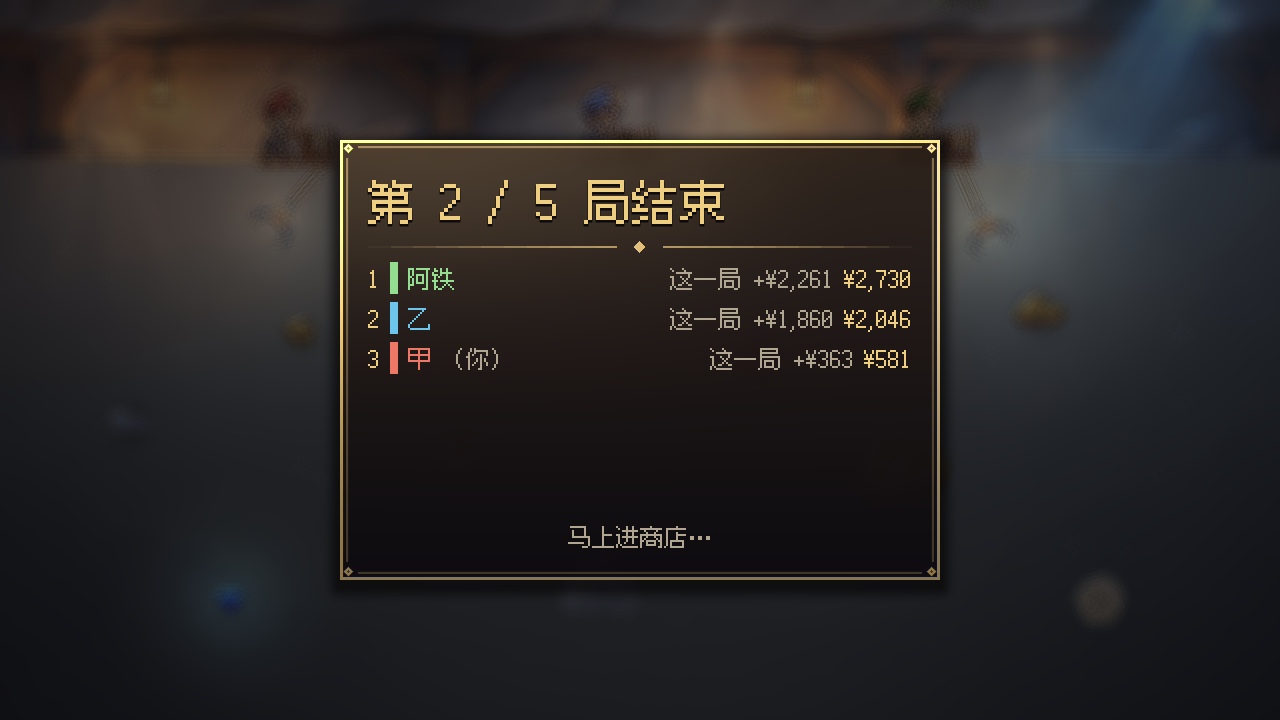 第 2 / 5 局结束
1 阿铁 这一局 +¥2,261 ¥2,730
2 乙 这一局 +¥1,860 ¥2,046
3 甲 （你） 这一局 +¥363 ¥581
马上进商店…